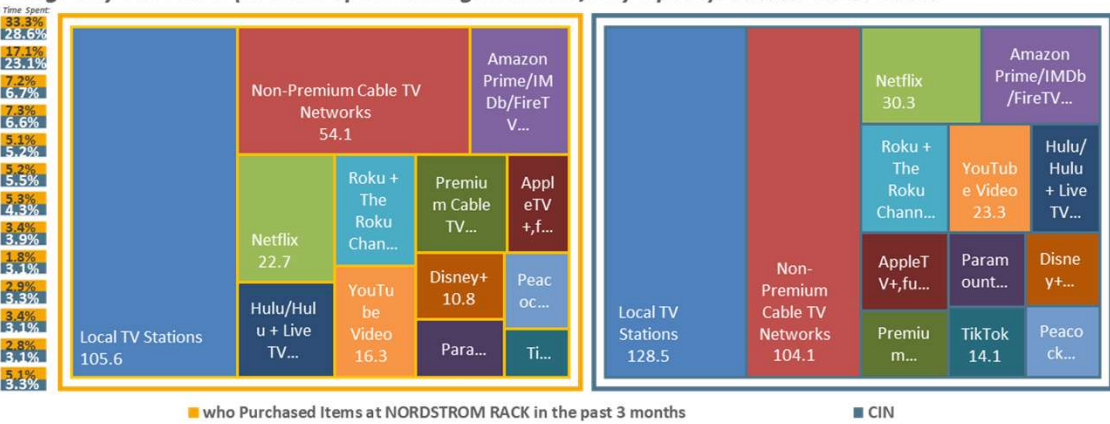 Time Spent:
33.3%
28.6%
17.1%
23.1%
7.2%
6.7%
7.3%
6.6%
5.1%
5.2%
5.2%
5.5%
5.3%
4.3%
3.4%
3.9%
1.8%
3.1%
2.9%
3.3%
3.4%
3.1%
2.8%
3.1%
5.1%
3.3%
Local TV Stations
105.6
Non-Premium Cable TV
Networks
54.1
Amazon
Prime/IM
Db/FireT
V...
Netflix
22.7
Hulu/Hul
u + Live
TV...
Roku +
The
Roku
Chan...
YouTu
be
Video
16.3
Premiu
m Cable
TV...
Appl
eTV
+,f...
Disney+
10.8
Peac
oc...
Para...
Ti...
Local TV
Stations
128.5
Non-
Premium
Cable TV
Networks
104.1
Netflix
30.3
Amazon
Prime/IMDb
/FireTV...
Roku +
The
Roku
Chann...
YouTub
e Video
23.3
Hulu/
Hulu
+ Live
TV...
AppleT
V+,fu...
Param
ount...
Disne
y+...
Premiu
m...
TikTok
14.1
Peaco
ck...
who Purchased Items at NORDSTROM RACK in the past 3 months
CIN